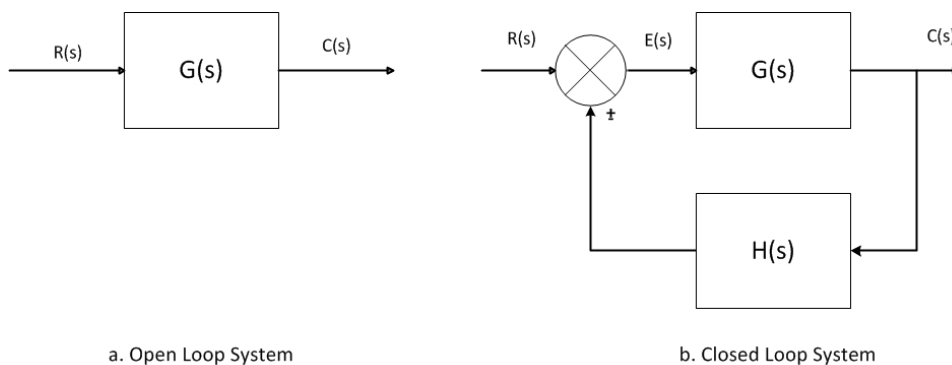 R(s)
G(s)
C(s)
R(s)
E(s)
G(s)
C(s)
±
H(s)
a. Open Loop System
b. Closed Loop System